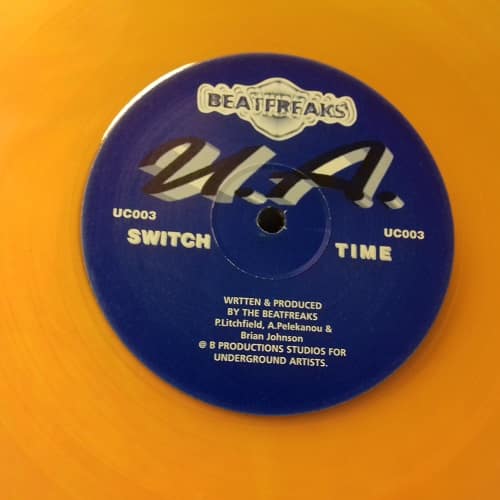 BEATFREAKS
U.A.
UC003
UC003
SWITCH TIME
WRTTEN & PRODUCED
BY THE BEATFREAKS
P.Litchfield, A.Pelekanou &
Brian Johnson
@ B PRODUCTIONS STUDIOS FOR
UNDERGROUND ARTISTS.